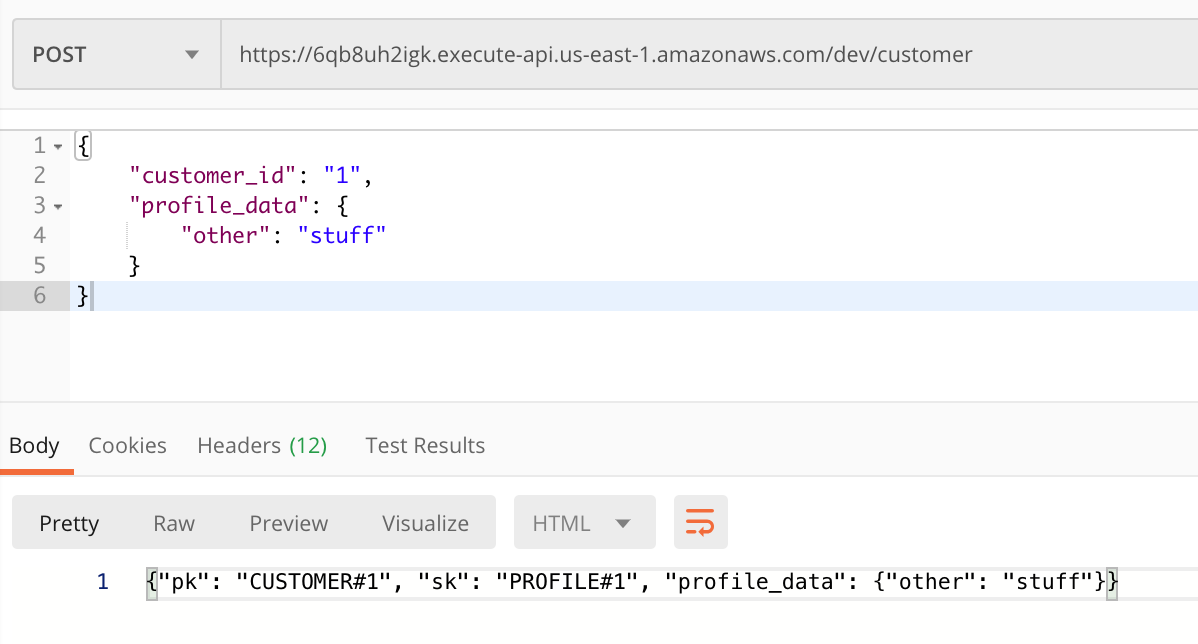 POST https://6qb8uh2igk.execute-api.us-east-1.amazonaws.com/dev/customer
1 {
2 "customer_id": "1",
3 "profile_data": {
4 "other": "stuff"
5 }
6 }
Body Cookies Headers (12) Test Results
Pretty Raw Preview Visualize HTML
1 {"pk": "CUSTOMER#1", "sk": "PROFILE#1", "profile_data": {"other": "stuff"}}